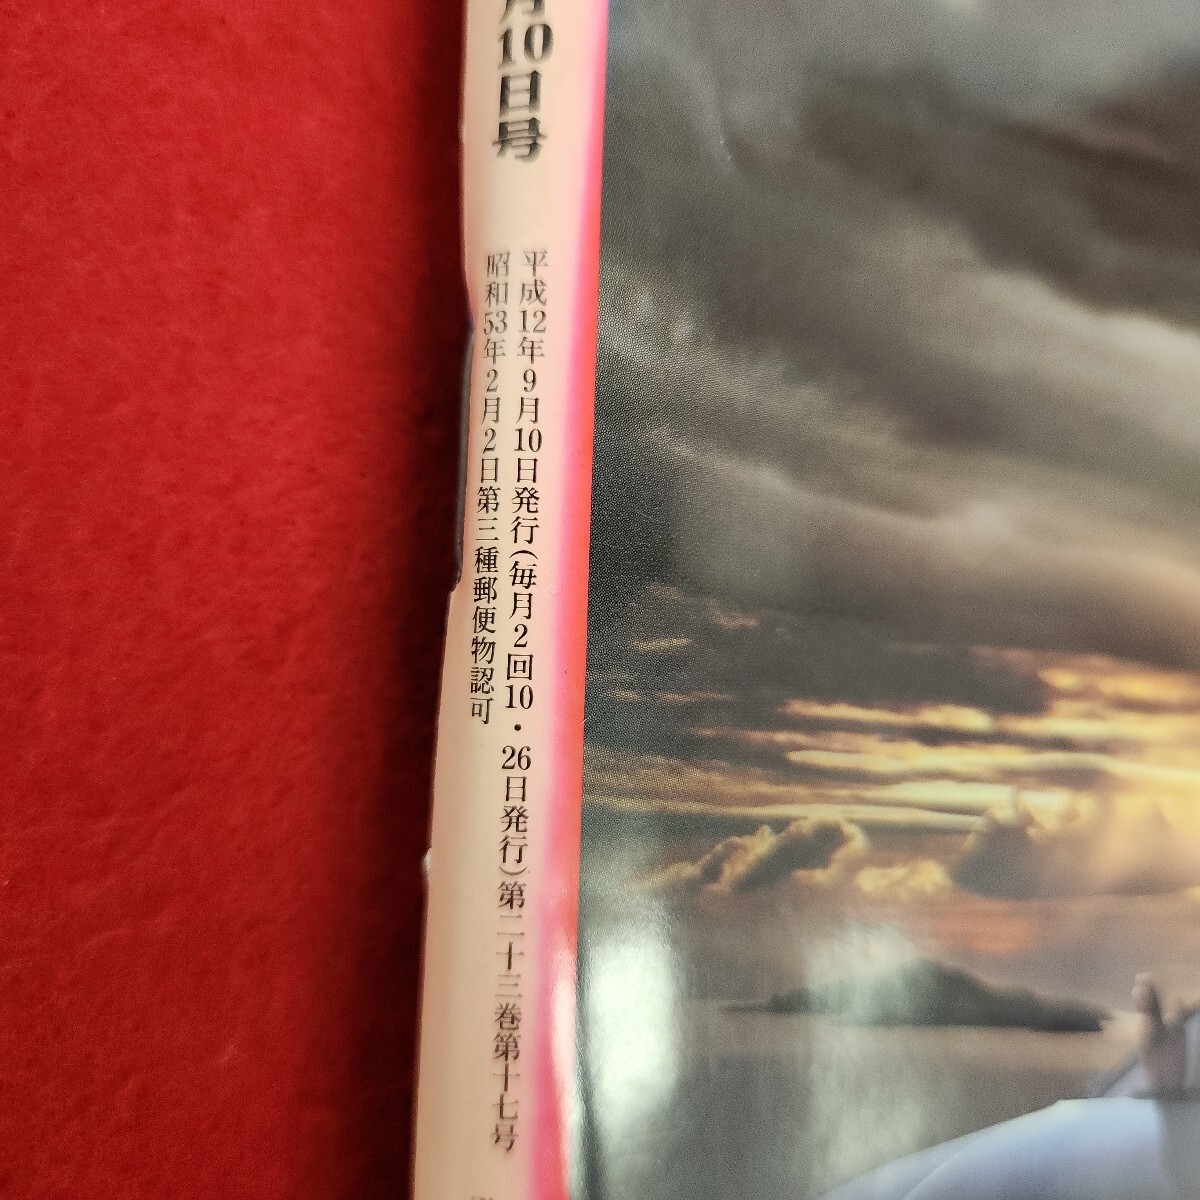 月10日号
平成12年9月10日発行(毎月2回10・26日発行)第二十三巻第十七号
昭和53年2月2日第三種郵便物認可